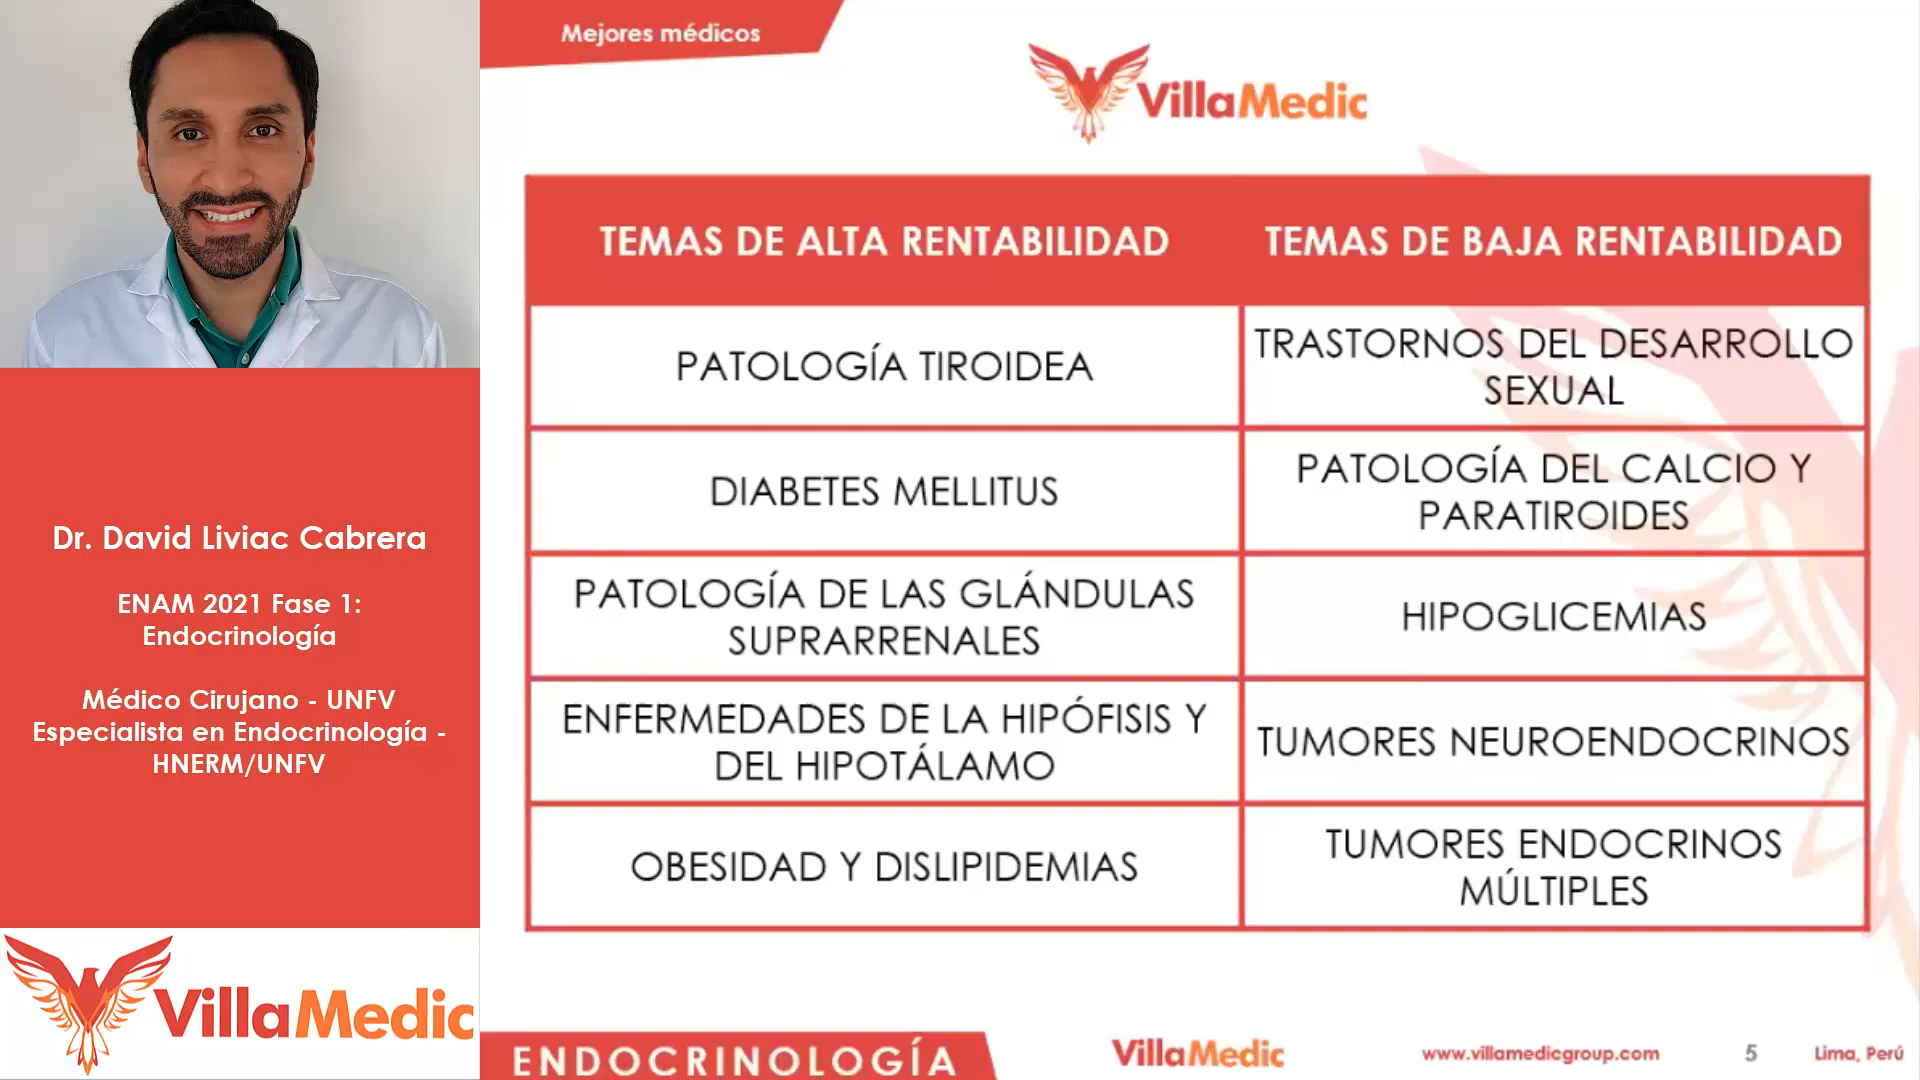 Dr. David Liviac Cabrera
ENAM 2021 Fase 1:
Endocrinología
Médico Cirujano - UNFV
Especialista en Endocrinología -
HNERM/UNFV
VillaMedic
Mejores médicos
VillaMedic
TEMAS DE ALTA RENTABILIDAD
TEMAS DE BAJA RENTABILIDAD
PATOLOGÍA TIROIDEA
TRASTORNOS DEL DESARROLLO
SEXUAL
DIABETES MELLITUS
PATOLOGÍA DEL CALCIO Y
PARATIROIDES
PATOLOGÍA DE LAS GLÁNDULAS
SUPRARRENALES
HIPOGLICEMIAS
ENFERMEDADES DE LA HIPÓFISIS Y
DEL HIPOTÁLAMO
TUMORES NEUROENDOCRINOS
OBESIDAD Y DISLIPIDEMIAS
TUMORES ENDOCRINOS
MÚLTIPLES
ENDOCRINOLOGÍA
VillaMedic
www.villamedicgroup.com
5
Lima, Perú